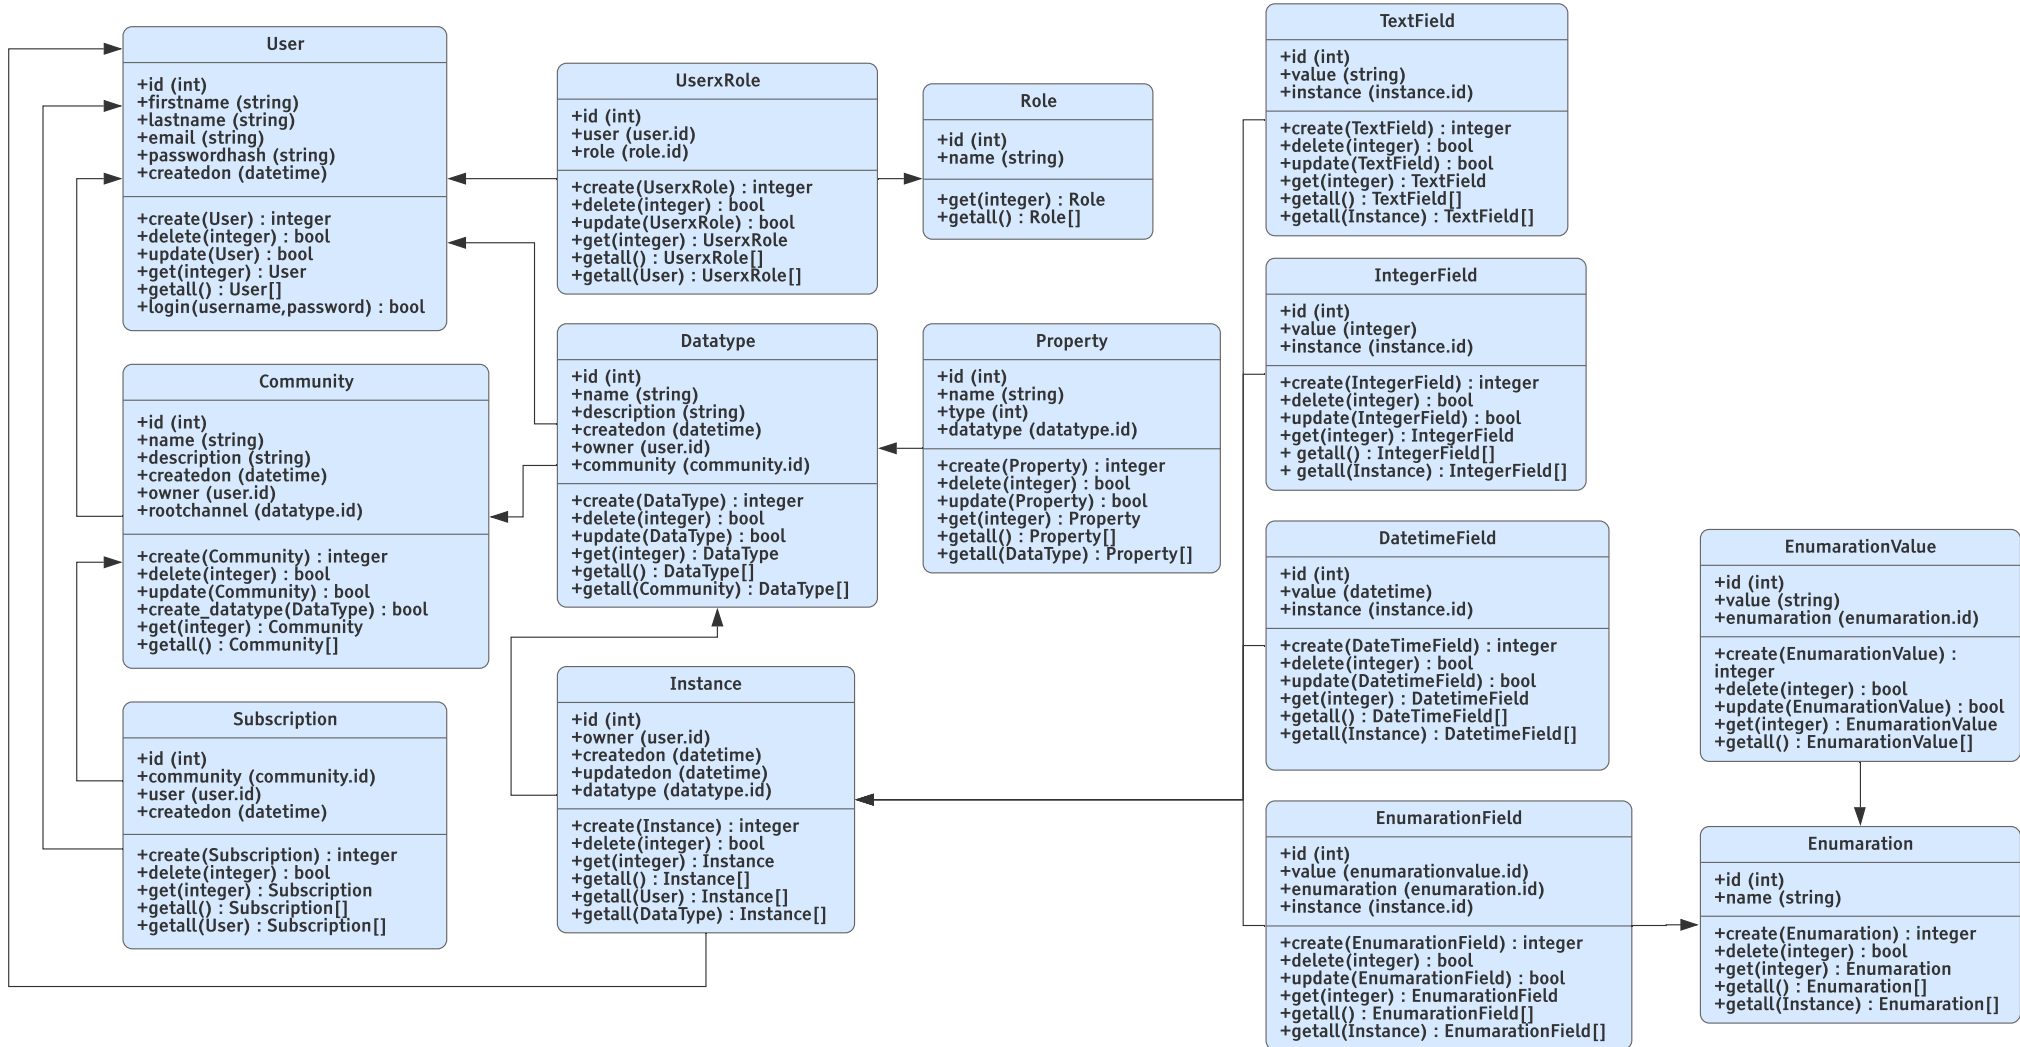 User
+id (int)
+firstname (string)
+lastname (string)
+email (string)
+passwordhash (string)
+createdon (datetime)
+create(User) : integer
+delete(integer) : bool
+update(User) : bool
+get(integer) : User
+getall() : User[]
+login(username,password) : bool
Community
+id (int)
+name (string)
+description (string)
+createdon (datetime)
+owner (user.id)
+rootchannel (datatype.id)
+create(Community) : integer
+delete(integer) : bool
+update(Community) : bool
+create_datatype(DataType) : bool
+get(integer) : Community
+getall() : Community[]
Subscription
+id (int)
+community (community.id)
+user (user.id)
+createdon (datetime)
+create(Subscription) : integer
+delete(integer) : bool
+get(integer) : Subscription
+getall() : Subscription[]
+getall(User) : Subscription[]
UserxRole
+id (int)
+user (user.id)
+role (role.id)
+create(UserxRole) : integer
+delete(integer) : bool
+update(UserxRole) : bool
+get(integer) : UserxRole
+getall() : UserxRole[]
+getall(User) : UserxRole[]
Datatype
+id (int)
+name (string)
+description (string)
+createdon (datetime)
+owner (user.id)
+community (community.id)
+create(DataType) : integer
+delete(integer) : bool
+update(DataType) : bool
+get(integer) : DataType
+getall() : DataType[]
+getall(Community) : DataType[]
Instance
+id (int)
+owner (user.id)
+createdon (datetime)
+updatedon (datetime)
+datatype (datatype.id)
+create(Instance) : integer
+delete(integer) : bool
+get(integer) : Instance
+getall() : Instance[]
+getall(User) : Instance[]
+getall(DataType) : Instance[]
Role
+id (int)
+name (string)
+get(integer) : Role
+getall() : Role[]
Property
+id (int)
+name (string)
+type (int)
+datatype (datatype.id)
+create(Property) : integer
+delete(integer) : bool
+update(Property) : bool
+get(integer) : Property
+getall() : Property[]
+getall(DataType) : Property[]
TextField
+id (int)
+value (string)
+instance (instance.id)
+create(TextField) : integer
+delete(integer) : bool
+update(TextField) : bool
+get(integer) : TextField
+getall() : TextField[]
+getall(Instance) : TextField[]
IntegerField
+id (int)
+value (integer)
+instance (instance.id)
+create(IntegerField) : integer
+delete(integer) : bool
+update(IntegerField) : bool
+get(integer) : IntegerField
+ getall() : IntegerField[]
+ getall(Instance) : IntegerField[]
DatetimeField
+id (int)
+value (datetime)
+instance (instance.id)
+create(DateTimeField) : integer
+delete(integer) : bool
+update(DatetimeField) : bool
+get(integer) : DatetimeField
+getall() : DateTimeField[]
+getall(Instance) : DatetimeField[]
EnumarationField
+id (int)
+value (enumarationvalue.id)
+enumaration (enumaration.id)
+instance (instance.id)
+create(EnumarationField) : integer
+delete(integer) : bool
+update(EnumarationField) : bool
+get(integer) : EnumarationField
+getall() : EnumarationField[]
+getall(Instance) : EnumarationField[]
EnumarationValue
+id (int)
+value (string)
+enumaration (enumaration.id)
+create(EnumarationValue) :
integer
+delete(integer) : bool
+update(EnumarationValue) : bool
+get(integer) : EnumarationValue
+getall() : EnumarationValue[]
Enumaration
+id (int)
+name (string)
+create(Enumaration) : integer
+delete(integer) : bool
+get(integer) : Enumaration
+getall() : Enumaration[]
+getall(Instance) : Enumaration[]